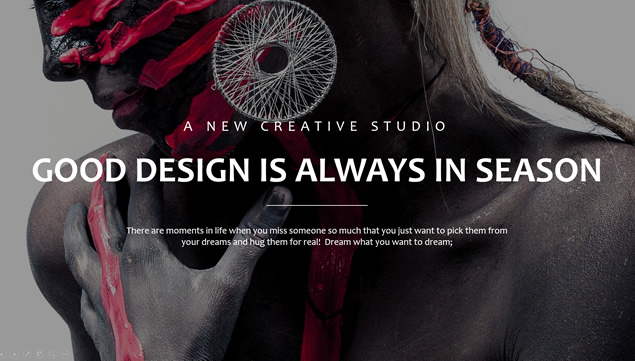 A NEW CREATIVE STUDIO
GOOD DESIGN IS ALWAYS IN SEASON
There are moments in life when you miss someone so much that you just want to pick them from
your dreams and hug them for real!  Dream what you want to dream;